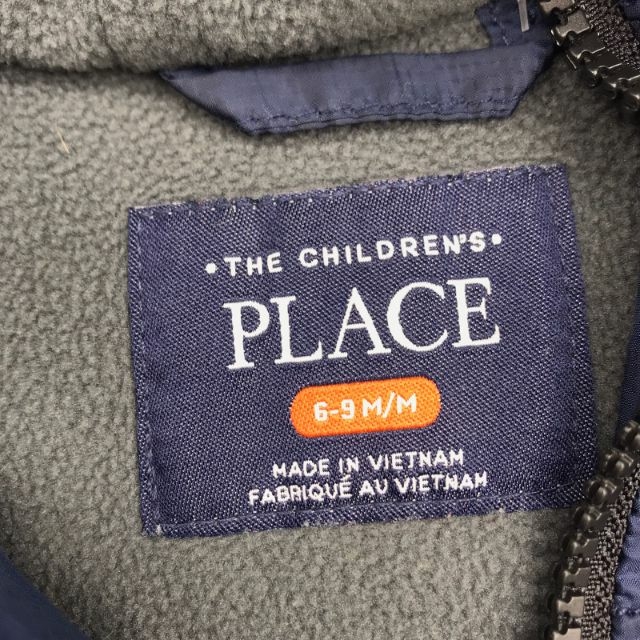 • THE CHILDREN'S •
PLACE
6-9 M/M
MADE IN VIETNAM
FABRIQUÉ AU VIETNAM